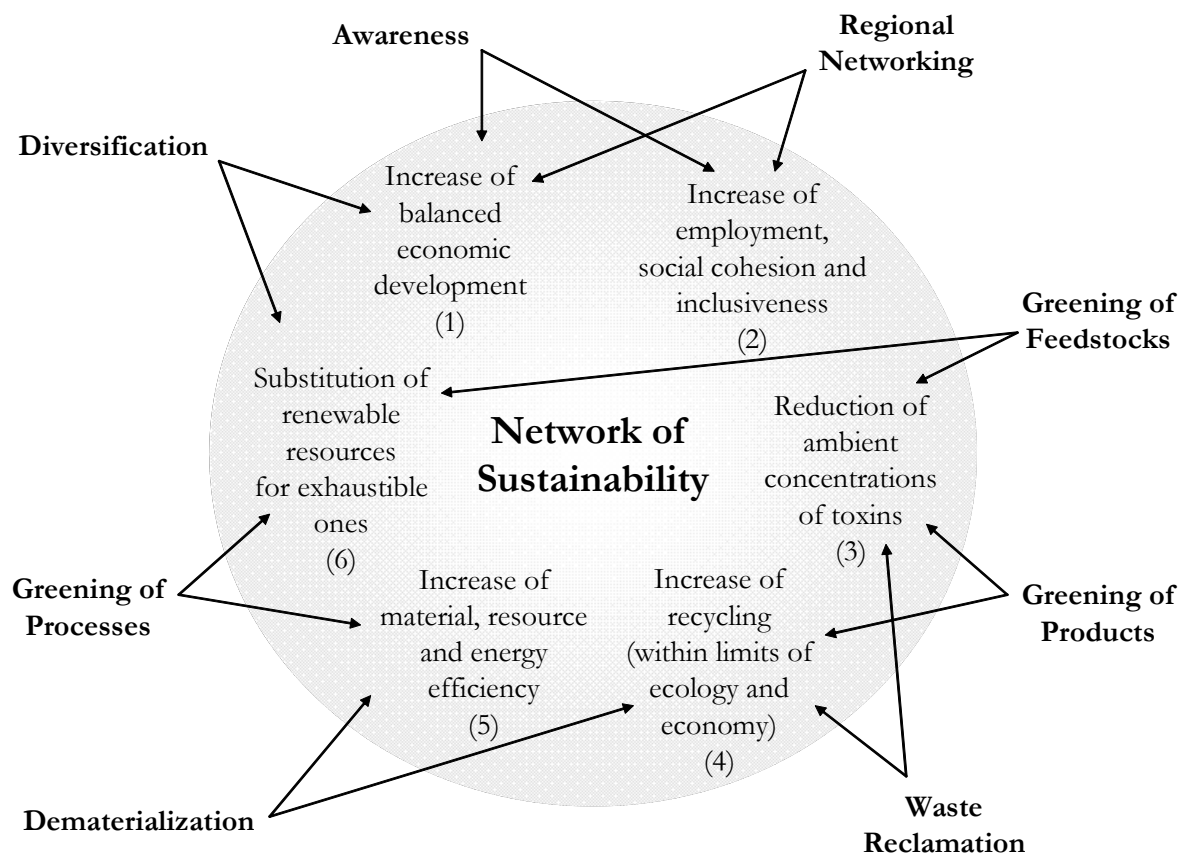 Awareness
Regional
Networking
Diversification
Increase of
balanced
economic
development
(1)
Increase of
employment,
social cohesion and
inclusiveness
(2)
Greening of
Feedstocks
Substitution of
renewable
resources
for exhaustible
ones
(6)
Network of
Sustainability
Reduction of
ambient
concentrations
of toxins
(3)
Greening of
Processes
Increase of
material, resource
and energy
efficiency
(5)
Increase of
recycling
(within limits of
ecology and
economy)
(4)
Greening of
Products
Dematerialization
Waste
Reclamation